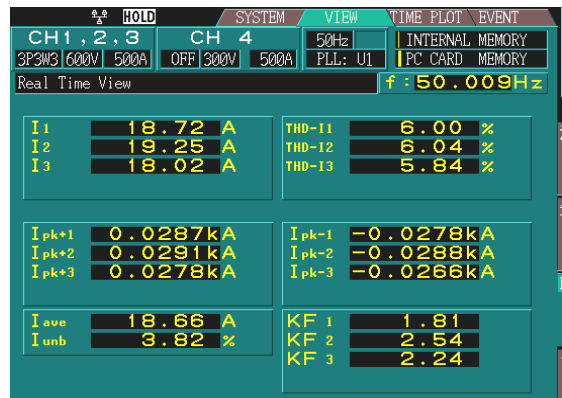 HOLD SYSTEM VIEW TIME PLOT EVENT
CH1,2,3 CH 4 50Hz INTERNAL MEMORY
3P3W3 600V 500A OFF 300V 500A PLL: U1 PC CARD MEMORY
Real Time View f:50.009Hz
I1 18.72 A THD-I1 6.00 %
I2 19.25 A THD-I2 6.04 %
I3 18.02 A THD-I3 5.84 %
Ipk+1 0.0287kA Ipk-1 -0.0278kA
Ipk+2 0.0291kA Ipk-2 -0.0288kA
Ipk+3 0.0278kA Ipk-3 -0.0266kA
Iave 18.66 A KF 1 1.81
Iunb 3.82 % KF 2 2.54
KF 3 2.24